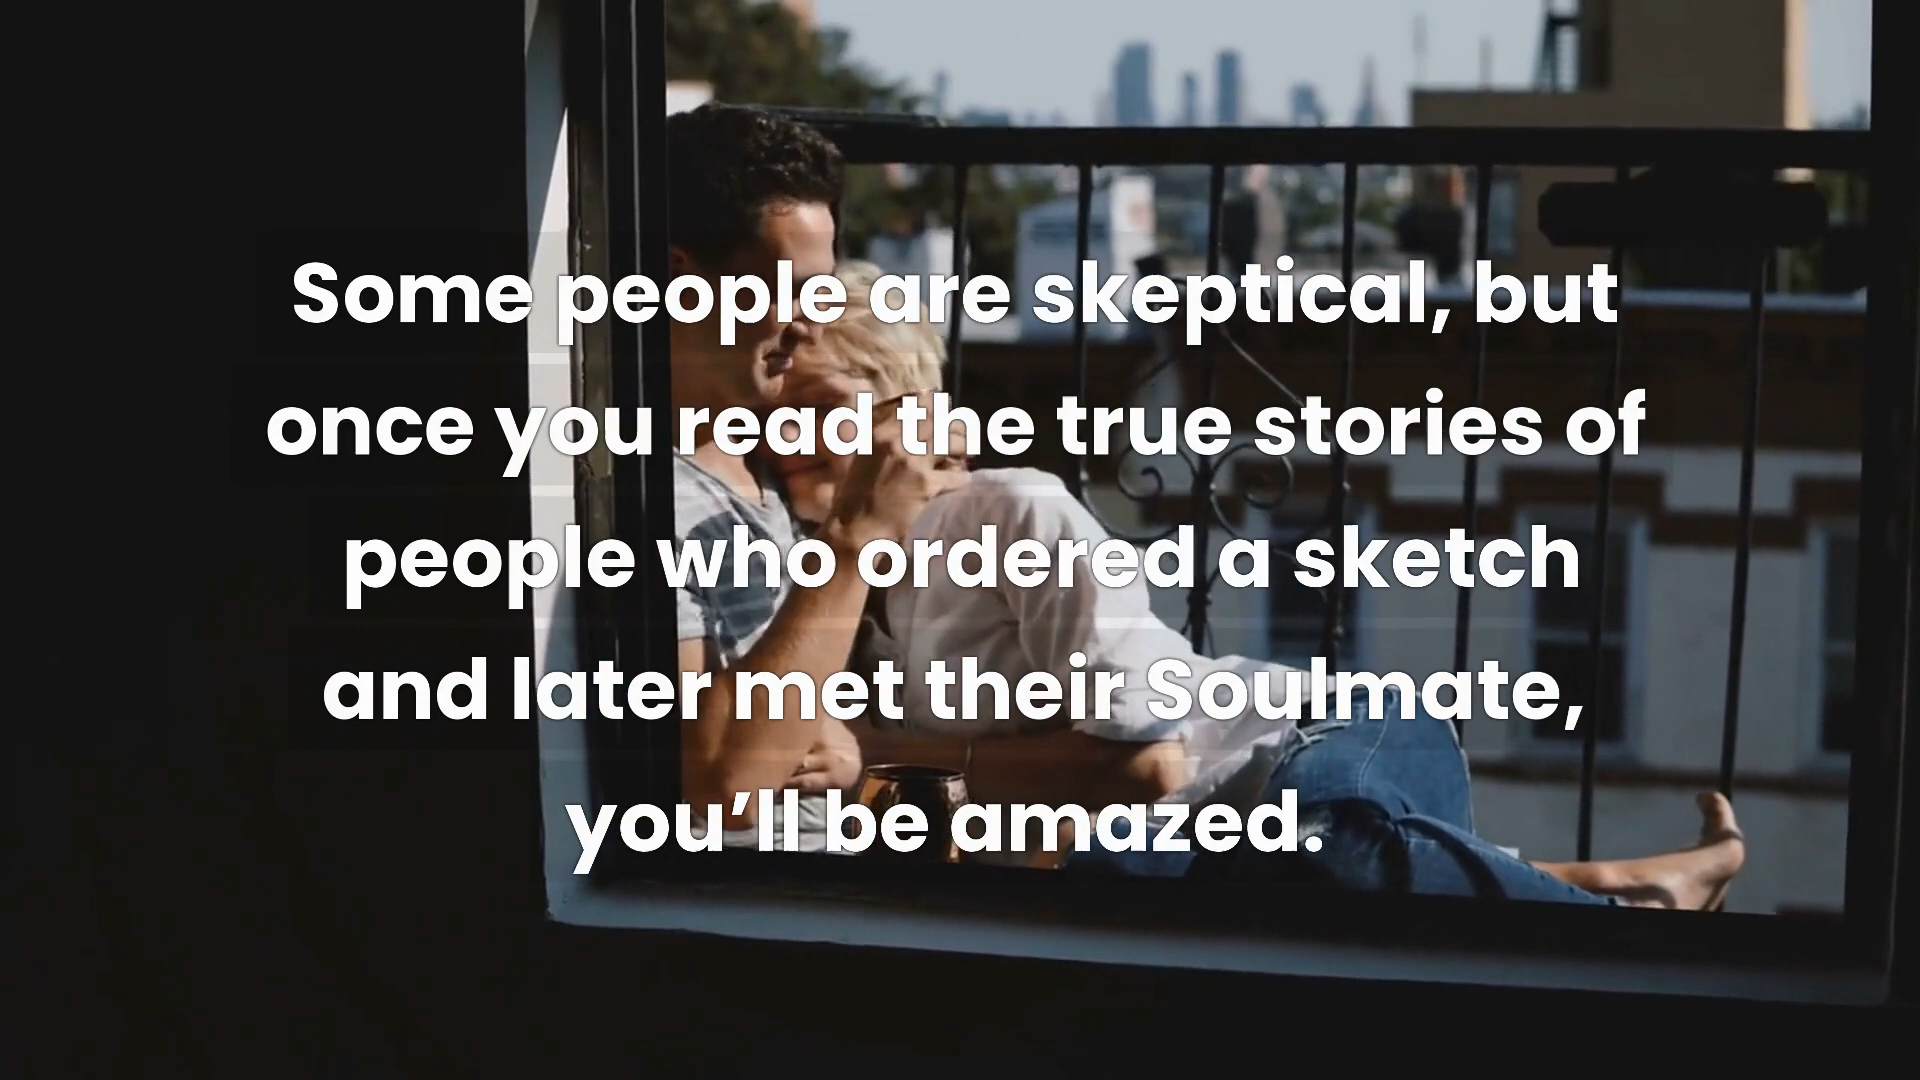 Some people are skeptical, but
once you read the true stories of
people who ordered a sketch
and later met their Soulmate,
you’ll be amazed.